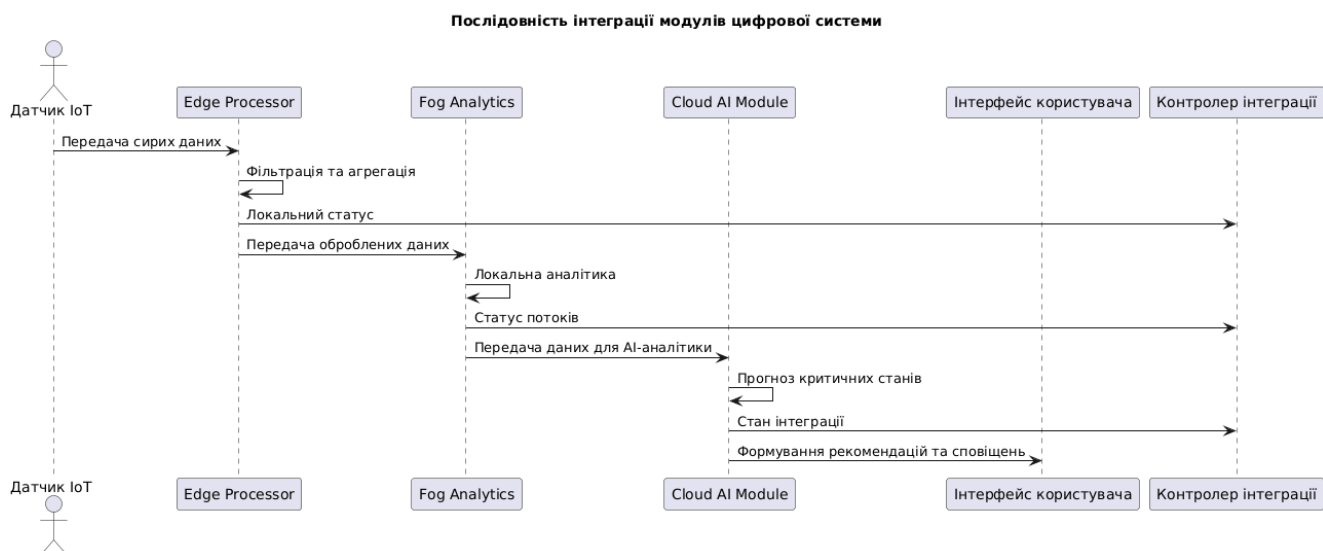 Послідовність інтеграції модулів цифрової системи
Датчик IoT
Edge Processor
Fog Analytics
Cloud AI Module
Інтерфейс користувача
Контролер інтеграції
Передача сирих даних
Фільтрація та агрегація
Локальний статус
Передача оброблених даних
Локальна аналітика
Статус потоків
Передача даних для AI-аналітики
Прогноз критичних станів
Стан інтеграції
Формування рекомендацій та сповіщень
Датчик IoT
Edge Processor
Fog Analytics
Cloud AI Module
Інтерфейс користувача
Контролер інтеграції